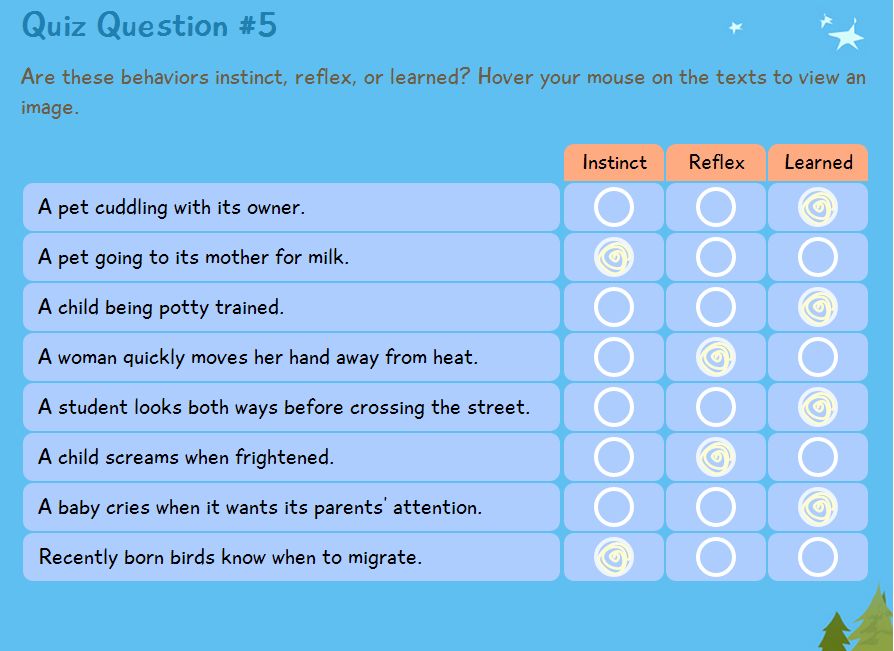 Quiz Question #5
Are these behaviors instinct, reflex, or learned? Hover your mouse on the texts to view an
image.
Instinct Reflex Learned
A pet cuddling with its owner.
A pet going to its mother for milk.
A child being potty trained.
A woman quickly moves her hand away from heat.
A student looks both ways before crossing the street.
A child screams when frightened.
A baby cries when it wants its parents' attention.
Recently born birds know when to migrate.